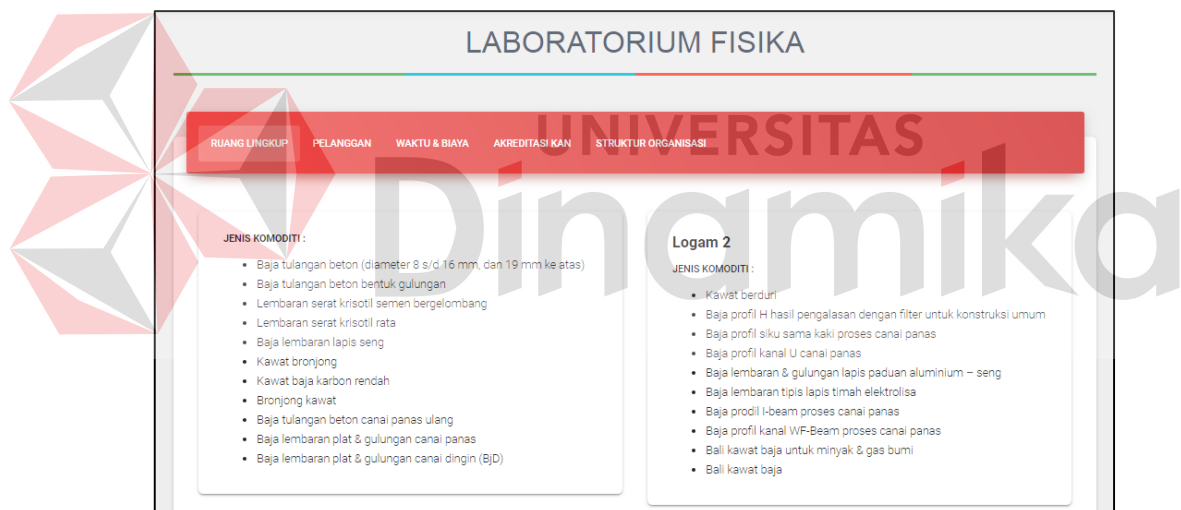 LABORATORIUM FISIKA
UNIVERSITAS
Dinamika
RUANG LINGKUP PELANGGAN WAKTU & BIAYA AKREDITASI KAN STRUKTUR ORGANISASI
JENIS KOMODITI :
• Baja tulangan beton (diameter 8 s/d 16 mm, dan 19 mm ke atas)
• Baja tulangan beton bentuk gulungan
• Lembaran serat krisotil semen bergelombang
• Lembaran serat krisotil rata
• Baja lembaran lapis seng
• Kawat bronjong
• Kawat baja karbon rendah
• Bronjong kawat
• Baja tulangan beton canai panas ulang
• Baja lembaran plat & gulungan canai panas
• Baja lembaran plat & gulungan canai dingin (BjD)
Logam 2
JENIS KOMODITI :
• Kawat berduri
• Baja profil H hasil pengalasan dengan filter untuk konstruksi umum
• Baja profil siku sama kaki proses canai panas
• Baja profil kanal U canai panas
• Baja lembaran & gulungan lapis paduan aluminium – seng
• Baja lembaran tipis lapis timah elektrolisa
• Baja prodil I-beam proses canai panas
• Baja profil kanal WF-Beam proses canai panas
• Bali kawat baja untuk minyak & gas bumi
• Bali kawat baja